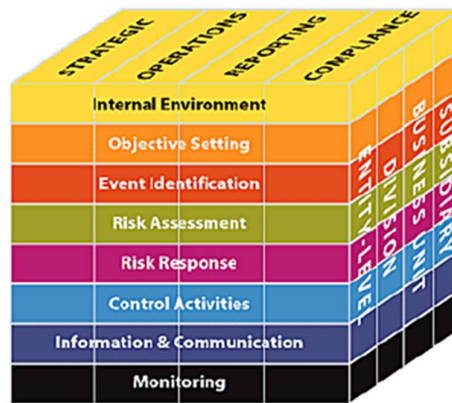 STRATEGIC
OPERATIONS
REPORTING
COMPLIANCE
Internal Environment
Objective Setting
Event Identification
Risk Assessment
Risk Response
Control Activities
Information & Communication
Monitoring
ENTITY-LEVEL
DIVISION
BUSINESS UNIT
SUBSIDIARY